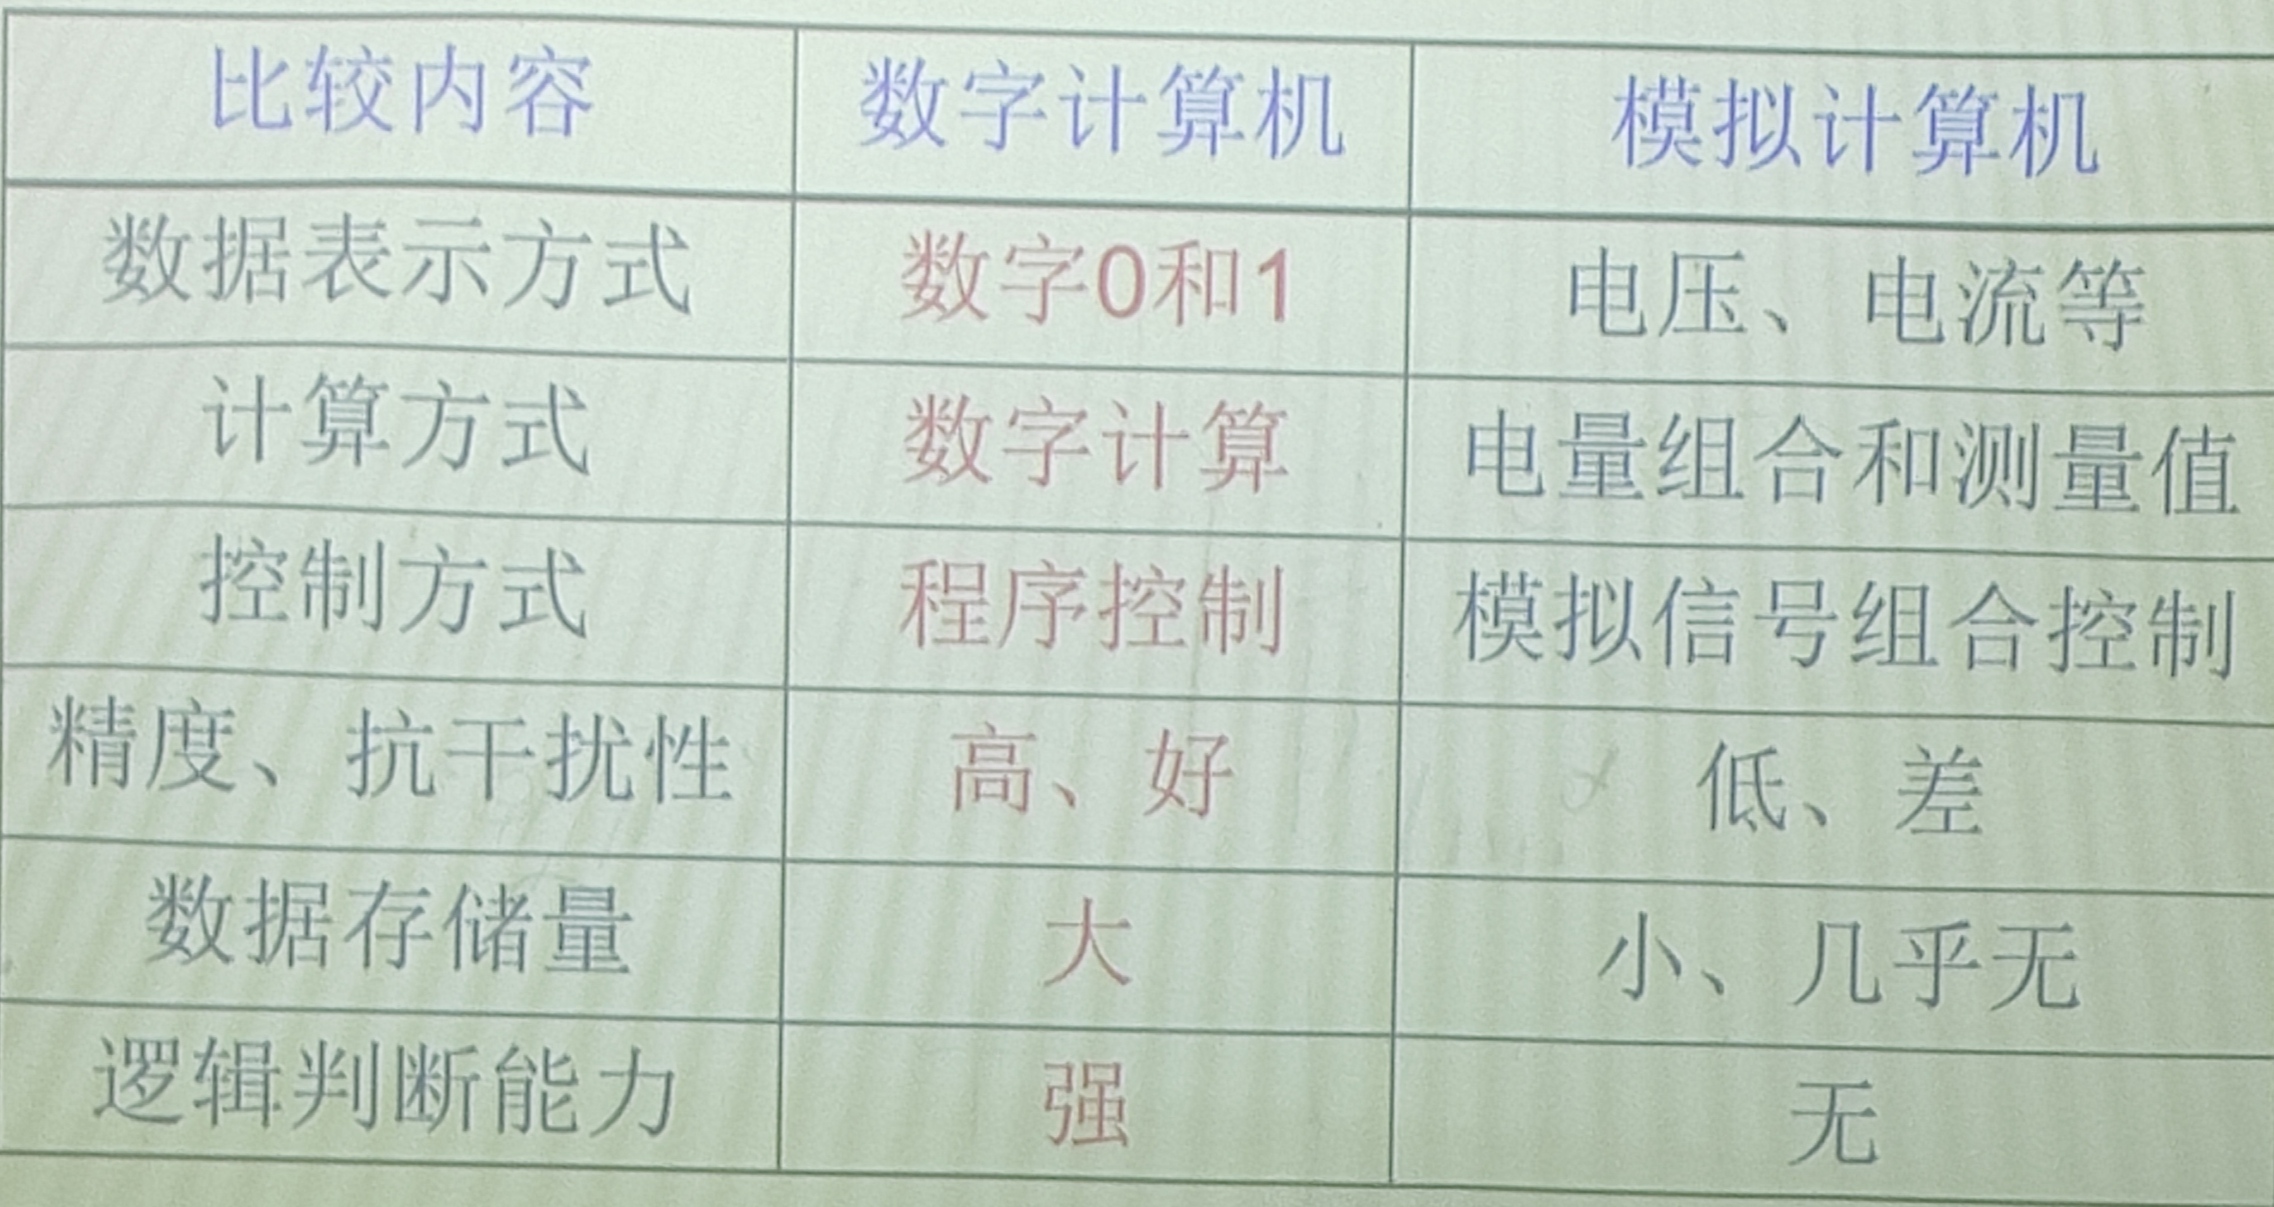 比较内容 数字计算机 模拟计算机
数据表示方式 数字0和1 电压、电流等
计算方式 数字计算 电量组合和测量值
控制方式 程序控制 模拟信号组合控制
精度、抗干扰性 高、好 低、差
数据存储量 大 小、几乎无
逻辑判断能力 强 无